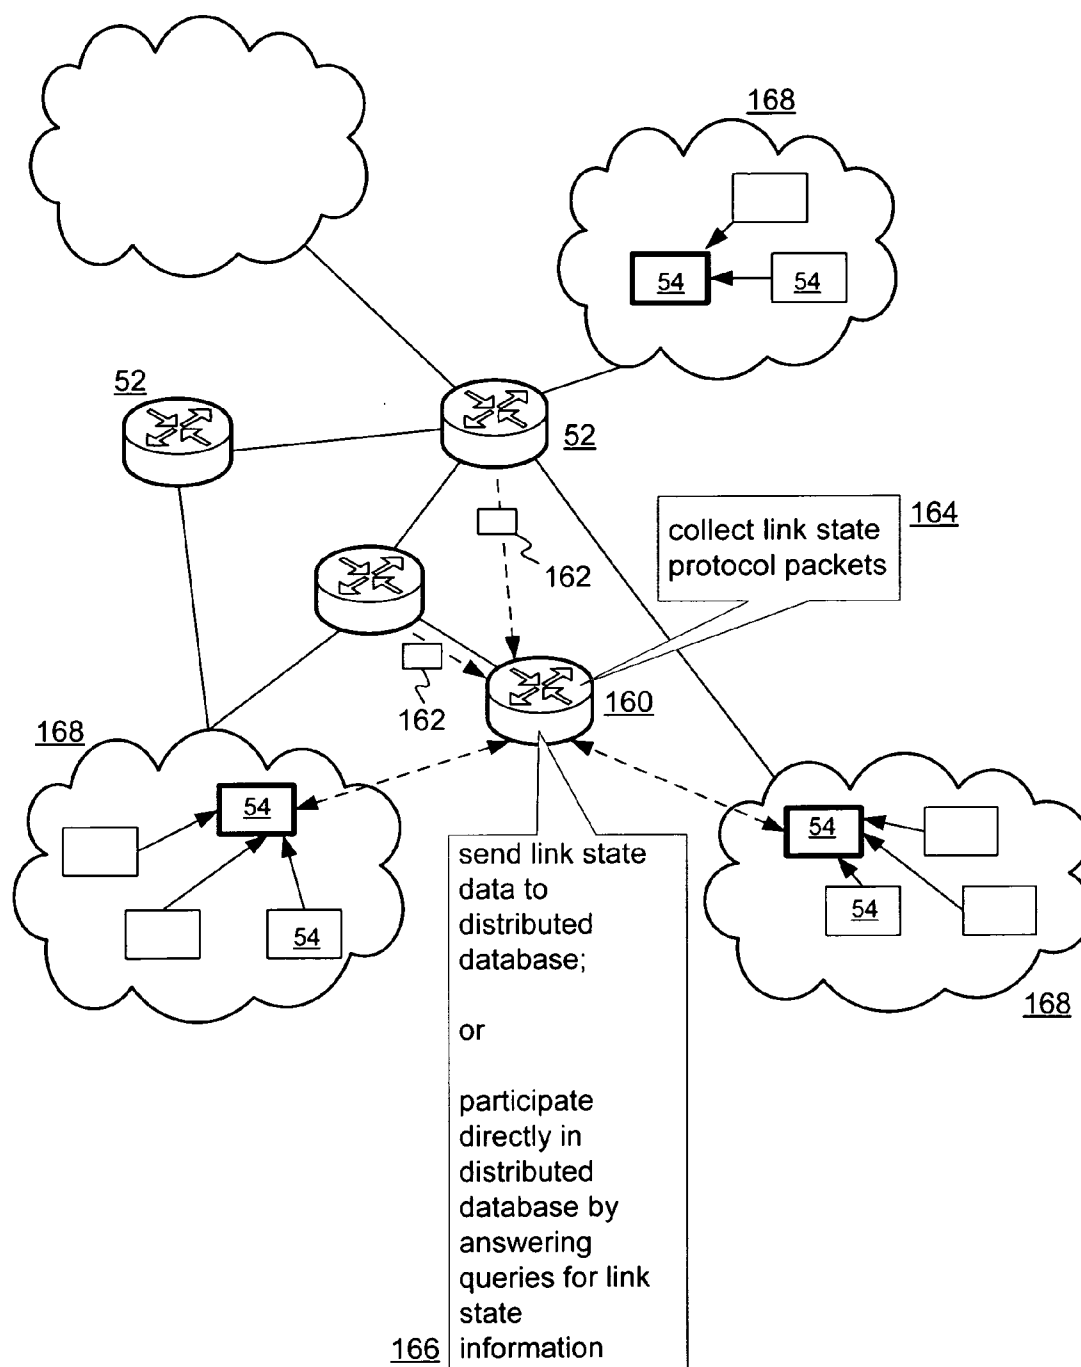 168
54
54
52
52
164
collect link state
protocol packets
162
162
160
168
54
54
54
54
168
send link state
data to
distributed
database;
or
participate
directly in
distributed
database by
answering
queries for link
state
information
166